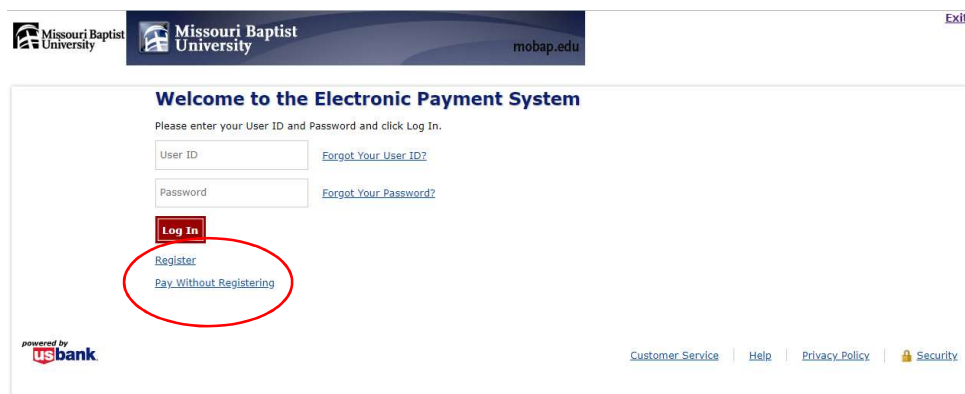 Exit
Missouri Baptist
University
Missouri Baptist
University
mobap.edu
Welcome to the Electronic Payment System
Please enter your User ID and Password and click Log In.
User ID
Forgot Your User ID?
Password
Forgot Your Password?
Log In
Register
Pay Without Registering
powered by
usbank
Customer Service
Help
Privacy Policy
Security